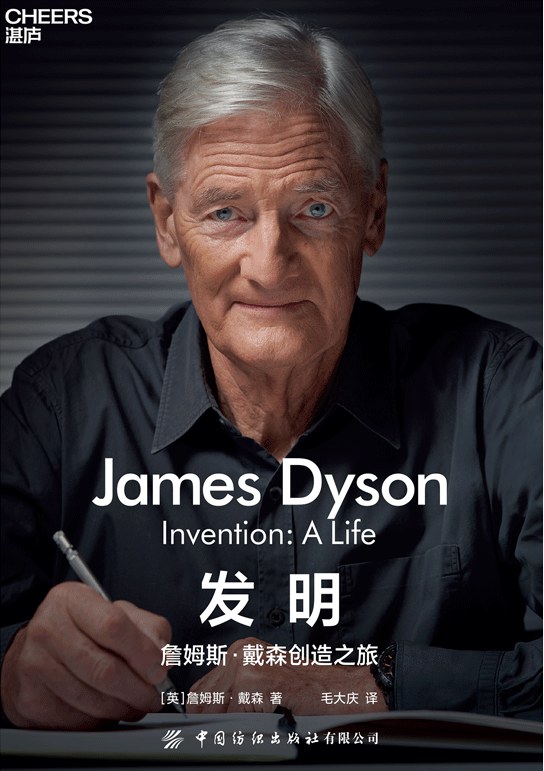 CHEERS
湛庐
James Dyson
Invention: A Life
发明
詹姆斯·戴森创造之旅
[英]詹姆斯·戴森 著 毛大庆 译
中国纺织出版社有限公司